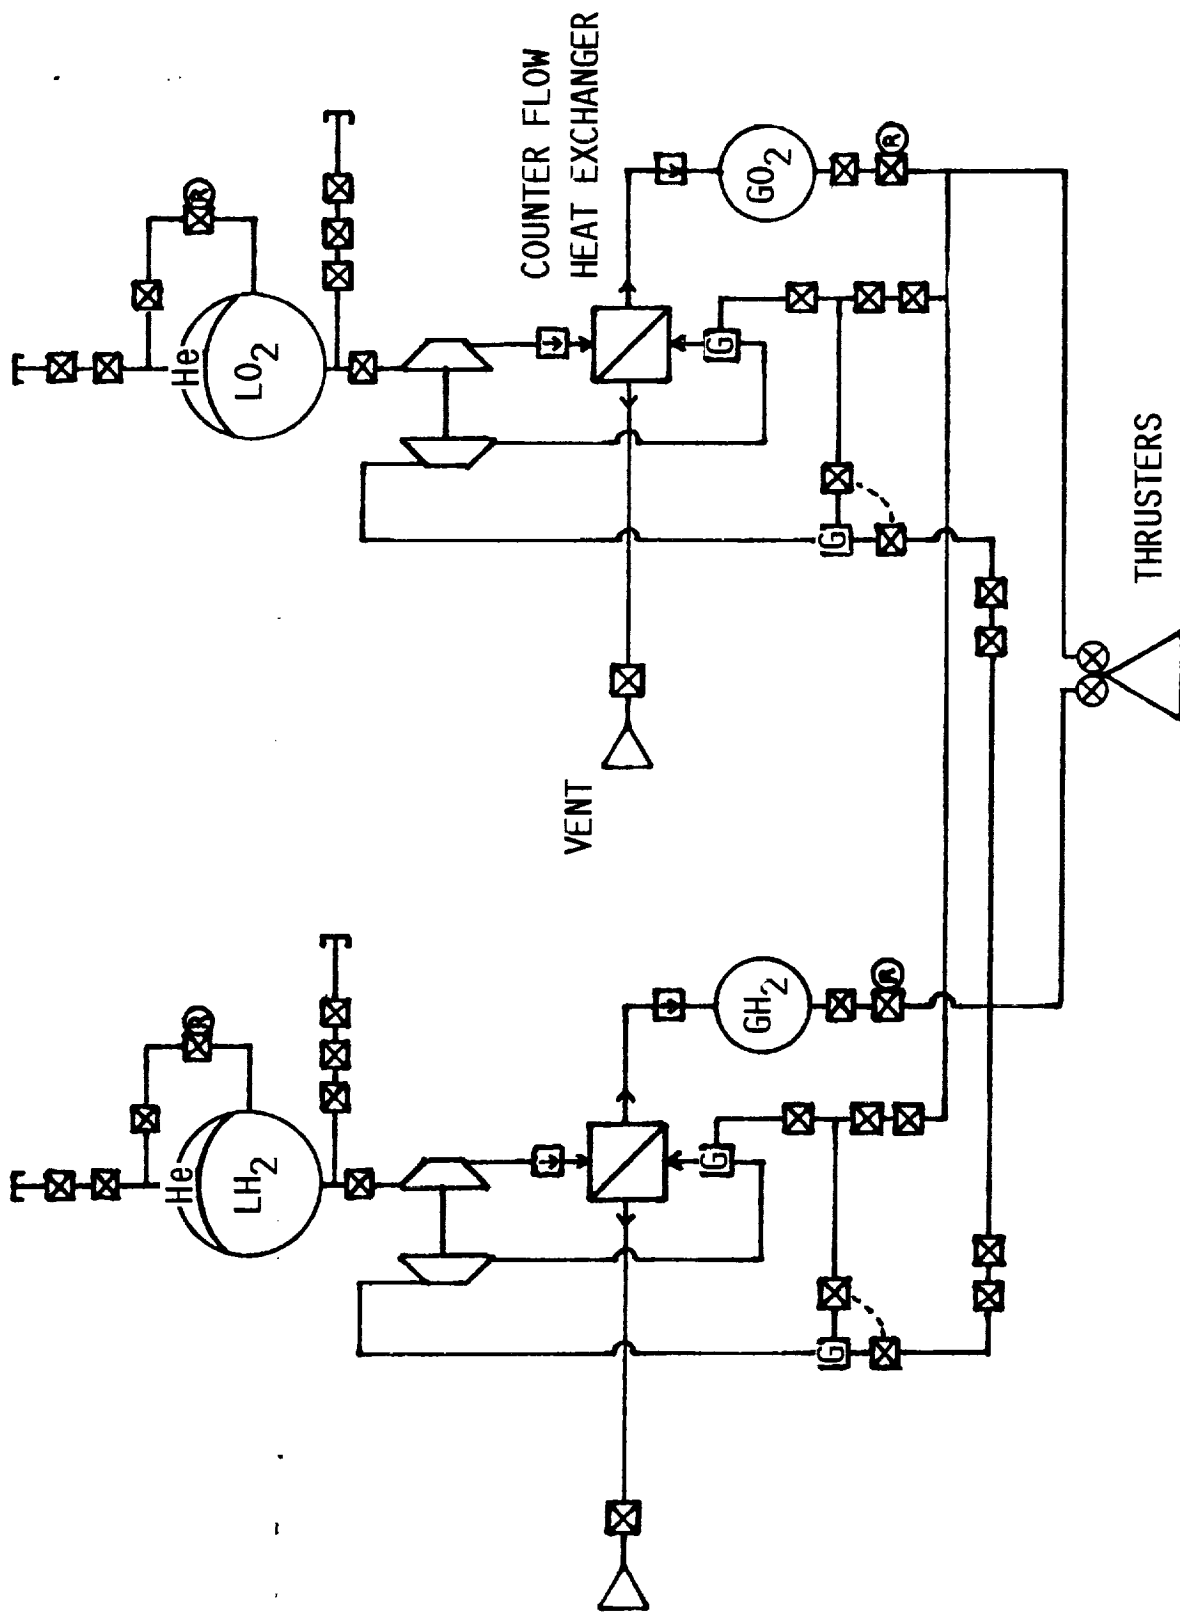 He
LH₂
R
He
LO₂
R
COUNTER FLOW
HEAT EXCHANGER
G
G
GH₂
R
VENT
G
G
GO₂
R
THRUSTERS